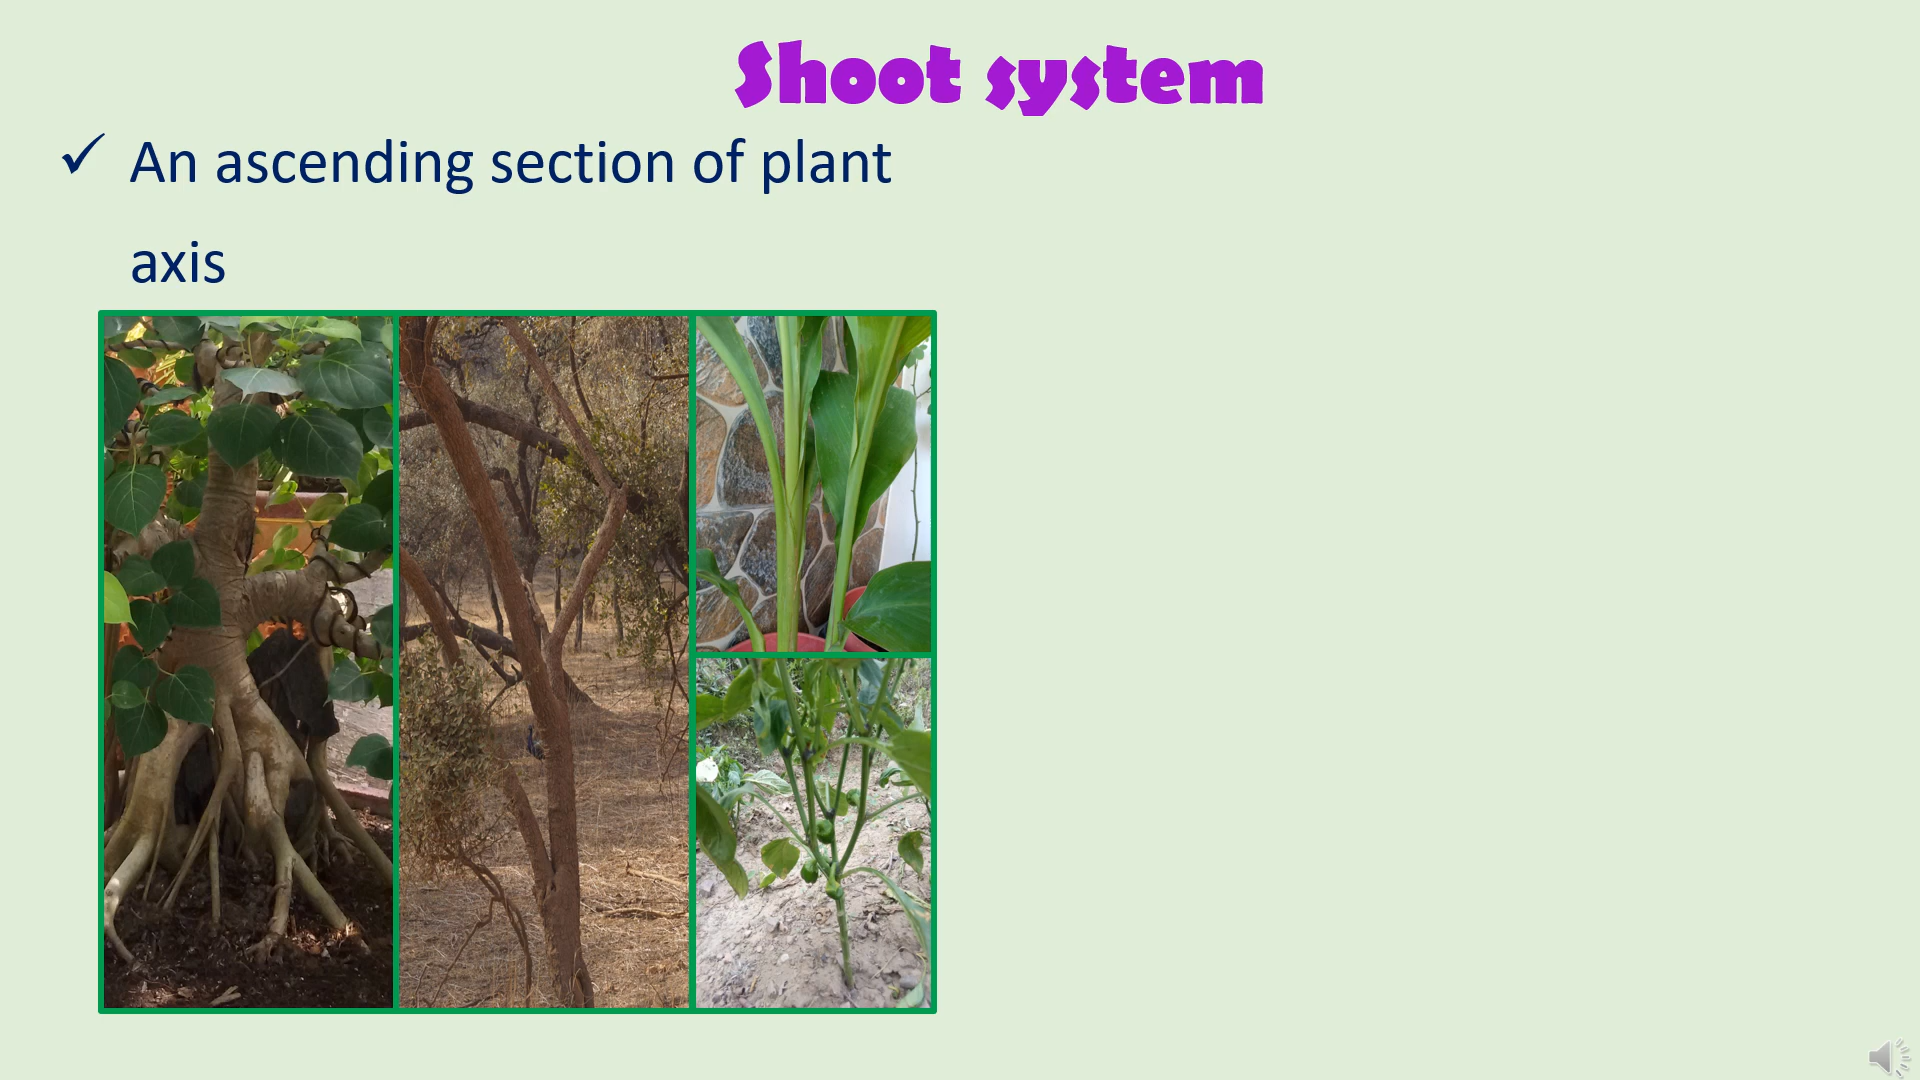 Shoot system
✓ An ascending section of plant
axis